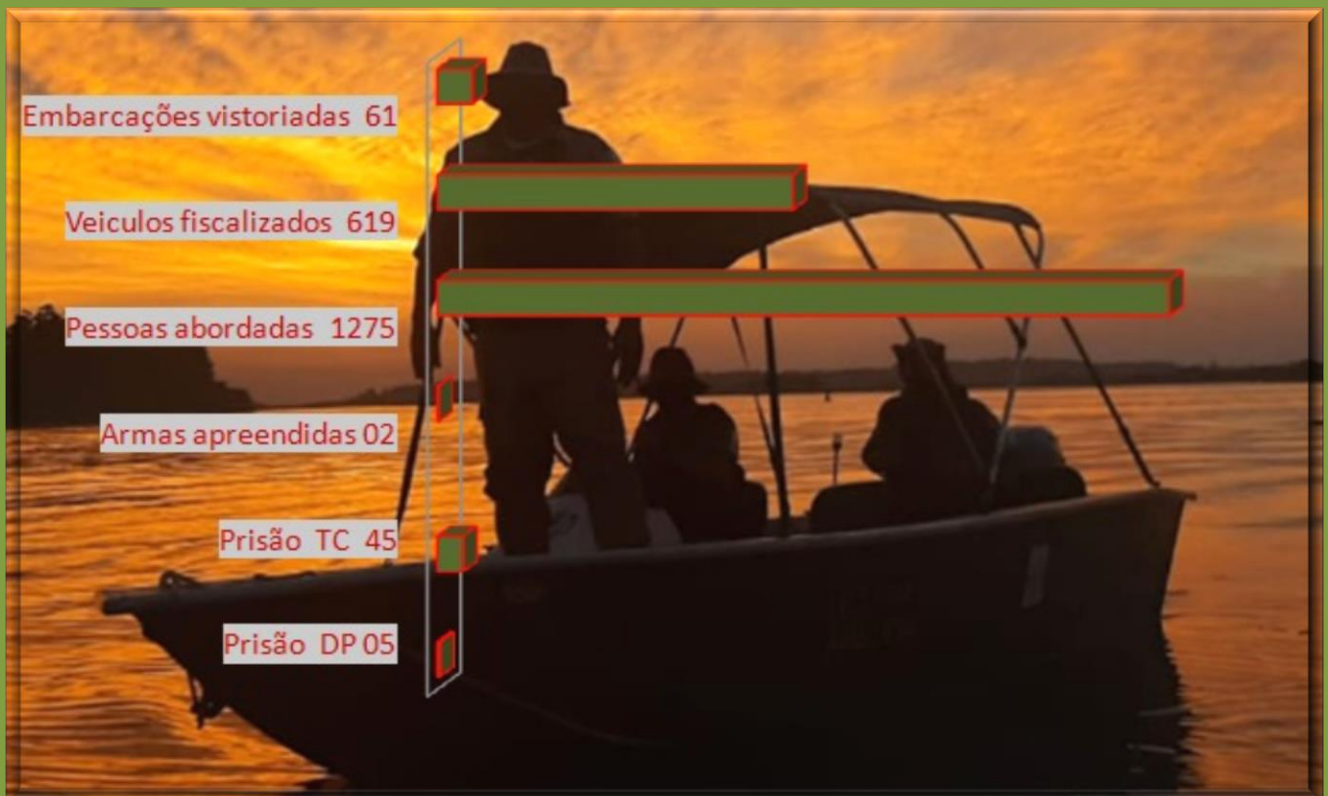 Embarcações vistoriadas 61
Veiculos fiscalizados 619
Pessoas abordadas 1275
Armas apreendidas 02
Prisão TC 45
Prisão DP 05